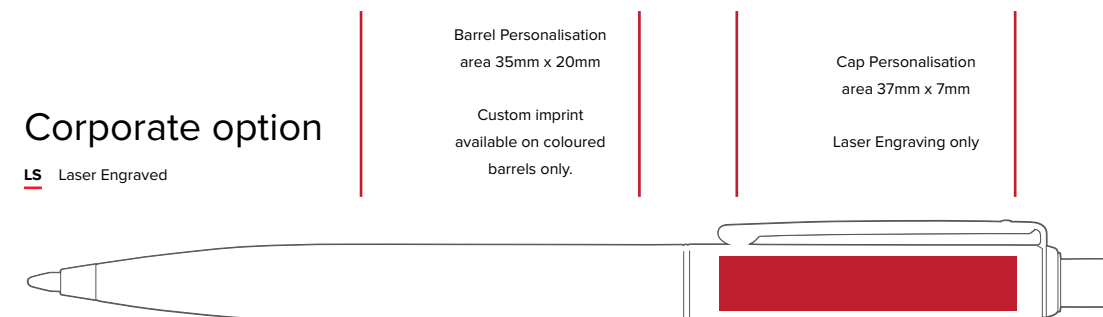 Barrel Personalisation
area 35mm x 20mm
Custom imprint
available on coloured
barrels only.
Cap Personalisation
area 37mm x 7mm
Laser Engraving only
Corporate option
LS Laser Engraved